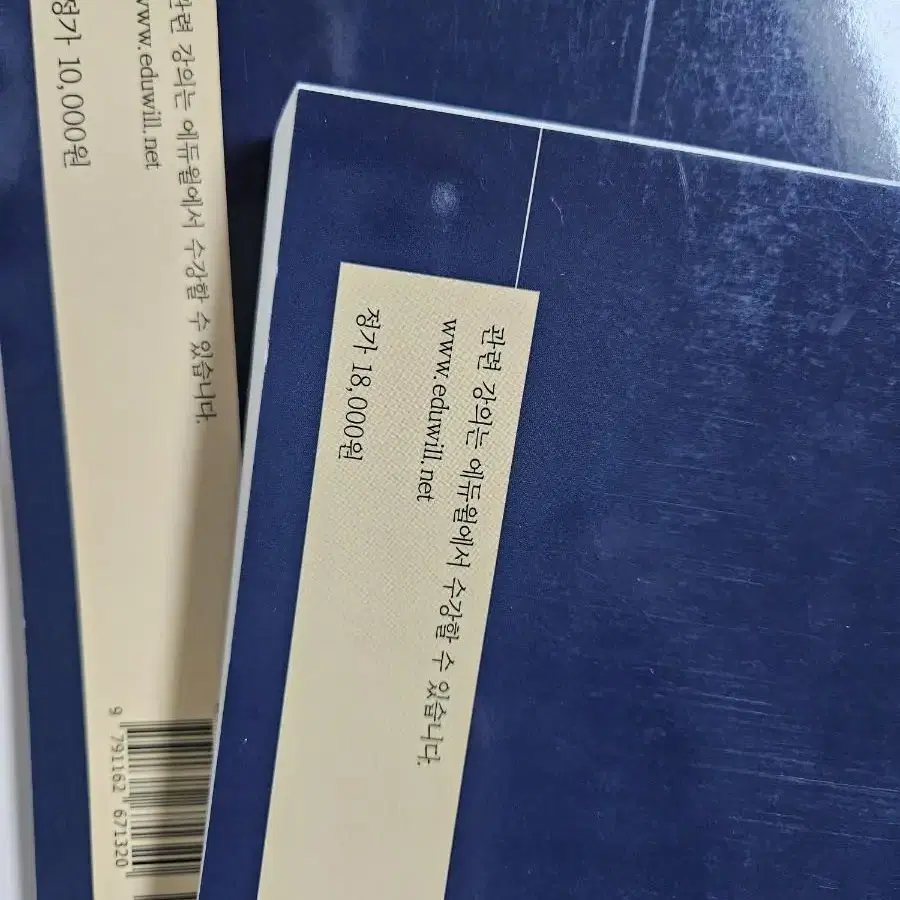 관련 강의는 에듀윌에서 수강할 수 있습니다.
www.eduwill.net
정가 10,000원
9 791162 671320
관련 강의는 에듀윌에서 수강할 수 있습니다.
www.eduwill.net
정가 18,000원